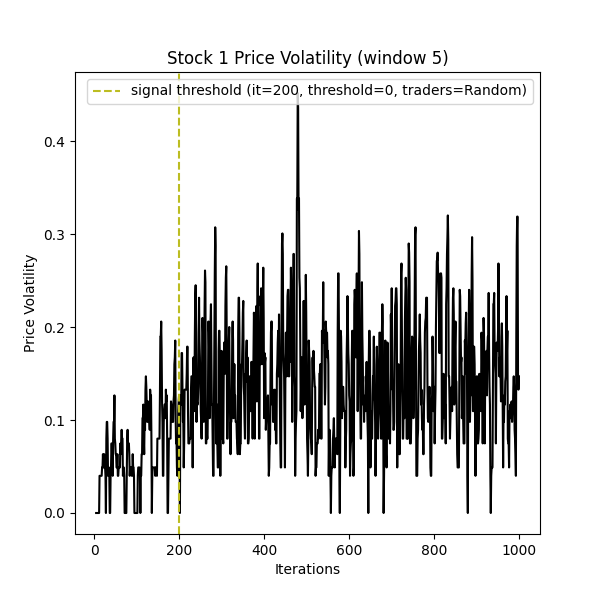 Stock 1 Price Volatility (window 5)
signal threshold (it=200, threshold=0, traders=Random)
Price Volatility
0.4
0.3
0.2
0.1
0.0
0 200 400 600 800 1000
Iterations